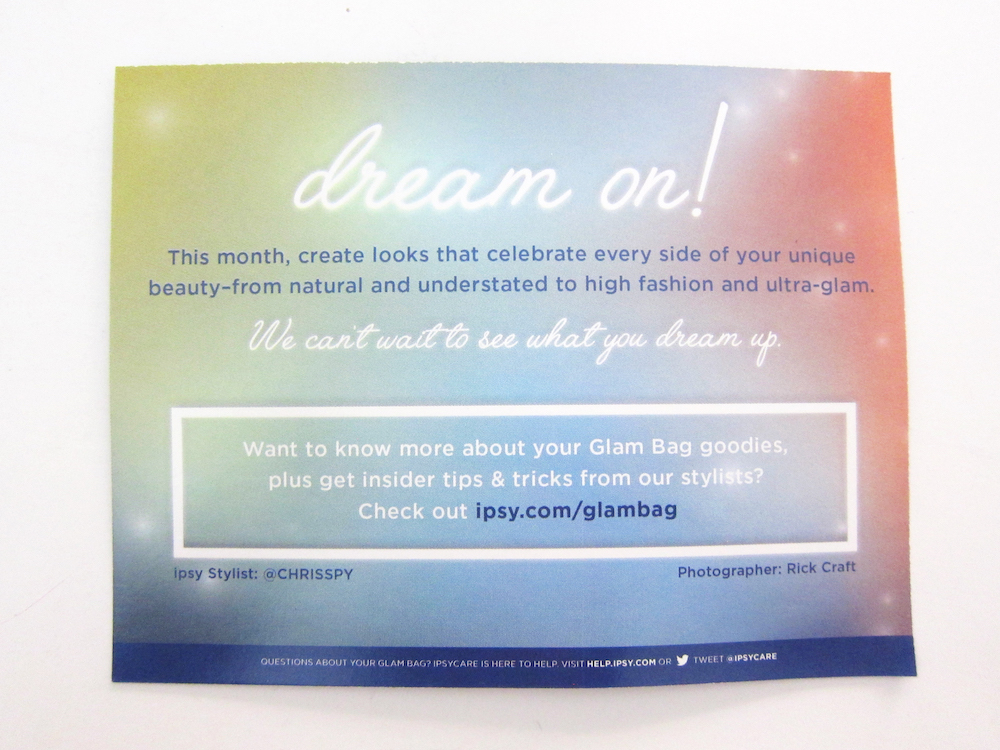 dream on!
This month, create looks that celebrate every side of your unique
beauty–from natural and understated to high fashion and ultra-glam.
We can't wait to see what you dream up.
Want to know more about your Glam Bag goodies,
plus get insider tips & tricks from our stylists?
Check out ipsy.com/glambag
ipsy Stylist: @CHRISSPY
Photographer: Rick Craft
QUESTIONS ABOUT YOUR GLAM BAG? IPSYCARE IS HERE TO HELP. VISIT HELP.IPSY.COM OR TWEET @IPSYCARE